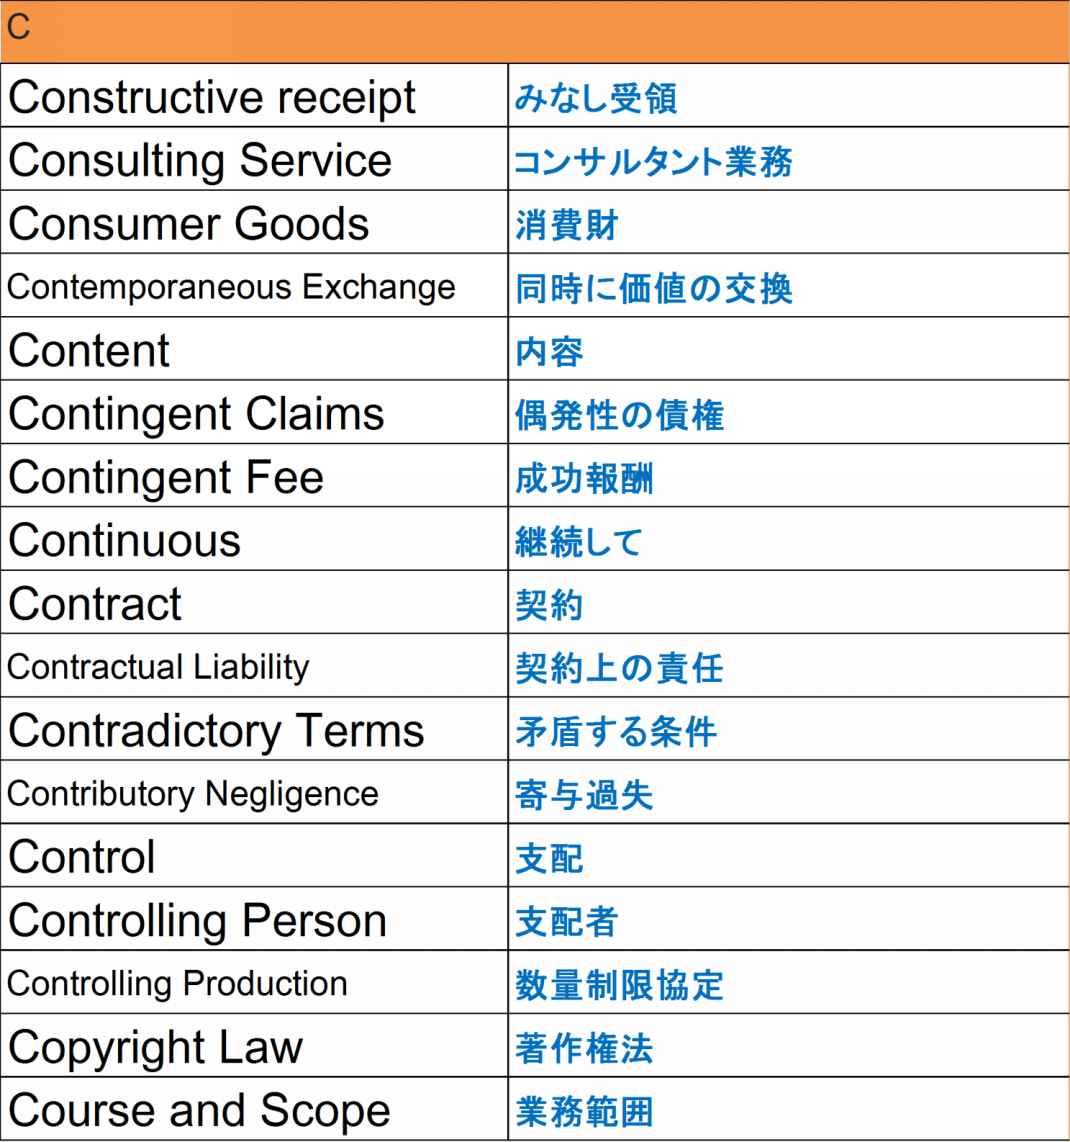 C
Constructive receipt みなし受領
Consulting Service コンサルタント業務
Consumer Goods 消費財
Contemporaneous Exchange 同時に価値の交換
Content 内容
Contingent Claims 偶発性の債権
Contingent Fee 成功報酬
Continuous 継続して
Contract 契約
Contractual Liability 契約上の責任
Contradictory Terms 矛盾する条件
Contributory Negligence 寄与過失
Control 支配
Controlling Person 支配者
Controlling Production 数量制限協定
Copyright Law 著作権法
Course and Scope 業務範囲